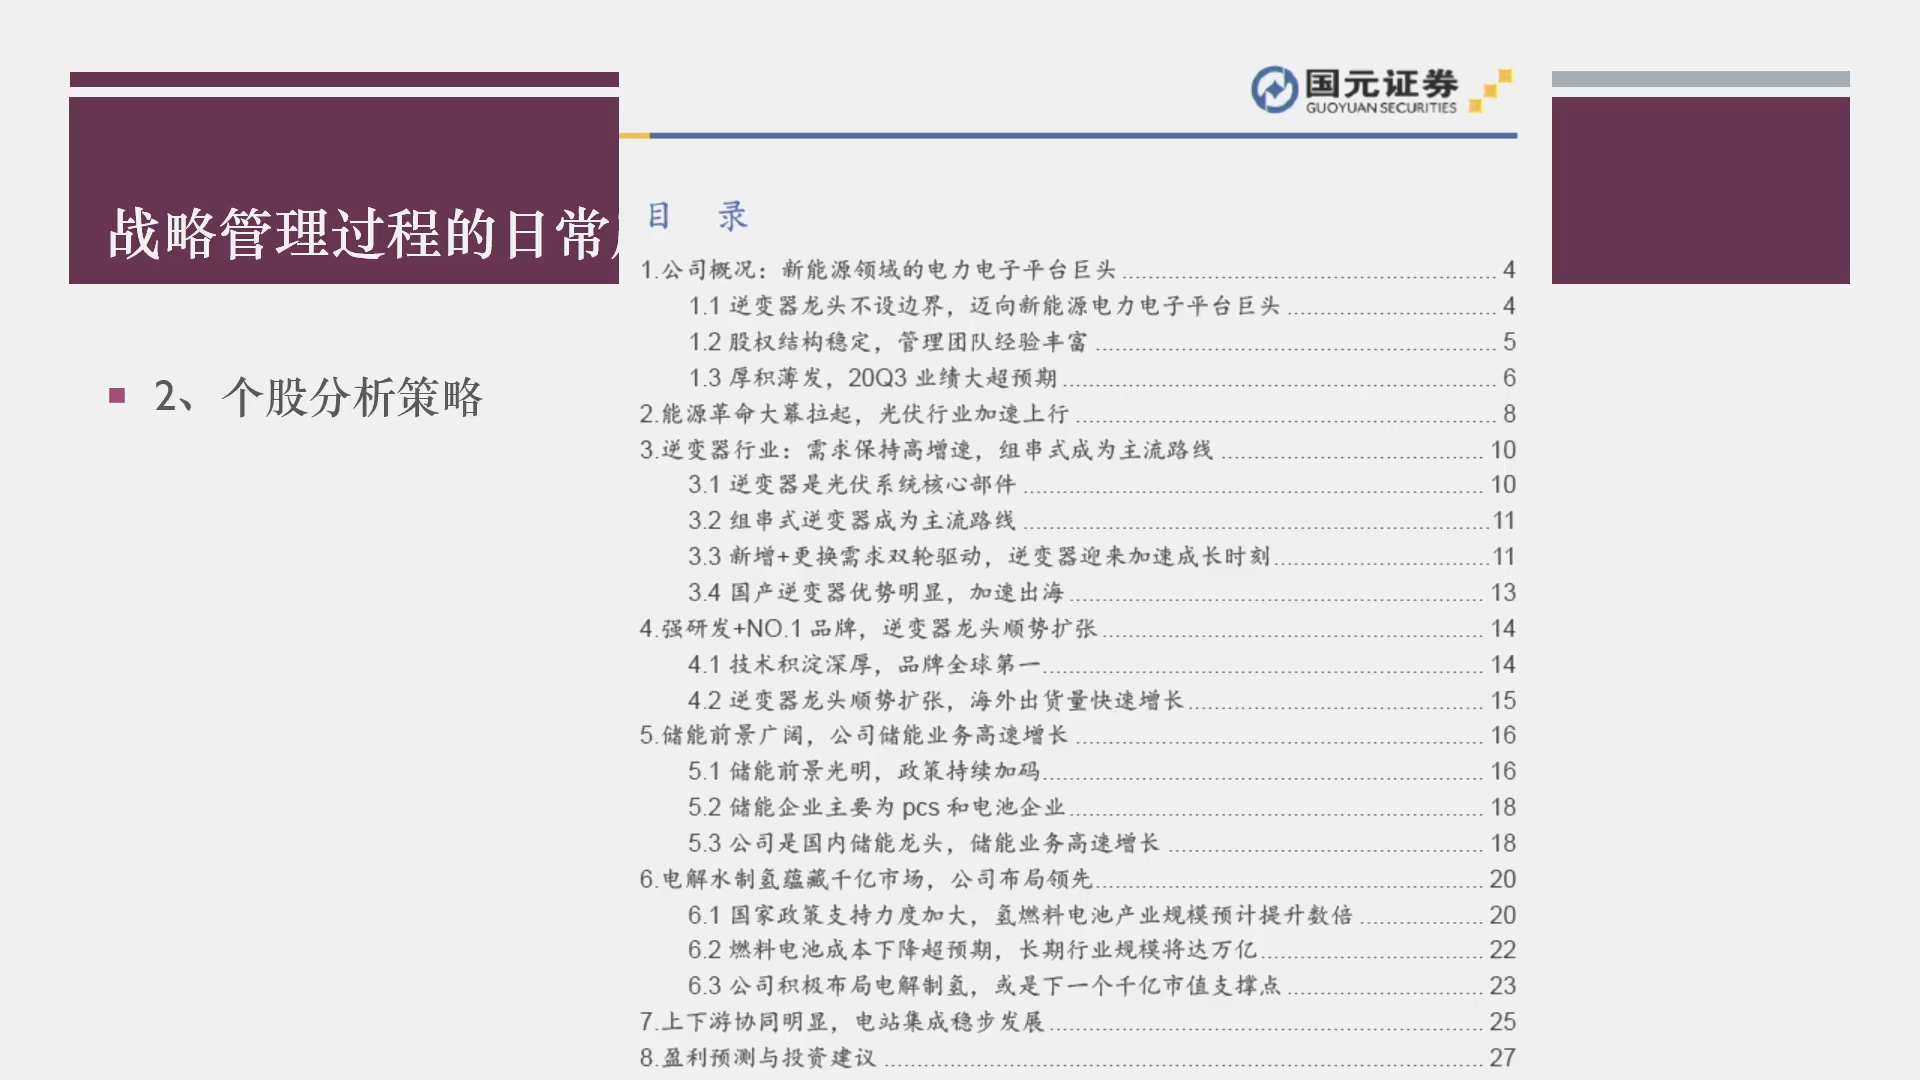 国元证券
GUOYUAN SECURITIES
战略管理过程的日常
2、个股分析策略
目 录
1.公司概况：新能源领域的电力电子平台巨头 4
1.1 逆变器龙头不设边界，迈向新能源电力电子平台巨头 4
1.2 股权结构稳定，管理团队经验丰富 5
1.3 厚积薄发，20Q3 业绩大超预期 6
2.能源革命大幕拉起，光伏行业加速上行 8
3.逆变器行业：需求保持高增速，组串式成为主流路线 10
3.1 逆变器是光伏系统核心部件 10
3.2 组串式逆变器成为主流路线 11
3.3 新增+更换需求双轮驱动，逆变器迎来加速成长时刻 11
3.4 国产逆变器优势明显，加速出海 13
4.强研发+NO.1 品牌，逆变器龙头顺势扩张 14
4.1 技术积淀深厚，品牌全球第一 14
4.2 逆变器龙头顺势扩张，海外出货量快速增长 15
5.储能前景广阔，公司储能业务高速增长 16
5.1 储能前景光明，政策持续加码 16
5.2 储能企业主要为 pcs 和电池企业 18
5.3 公司是国内储能龙头，储能业务高速增长 18
6.电解水制氢蕴藏千亿市场，公司布局领先 20
6.1 国家政策支持力度加大，氢燃料电池产业规模预计提升数倍 20
6.2 燃料电池成本下降超预期，长期行业规模将达万亿 22
6.3 公司积极布局电解制氢，或是下一个千亿市值支撑点 23
7.上下游协同明显，电站集成稳步发展 25
8.盈利预测与投资建议 27